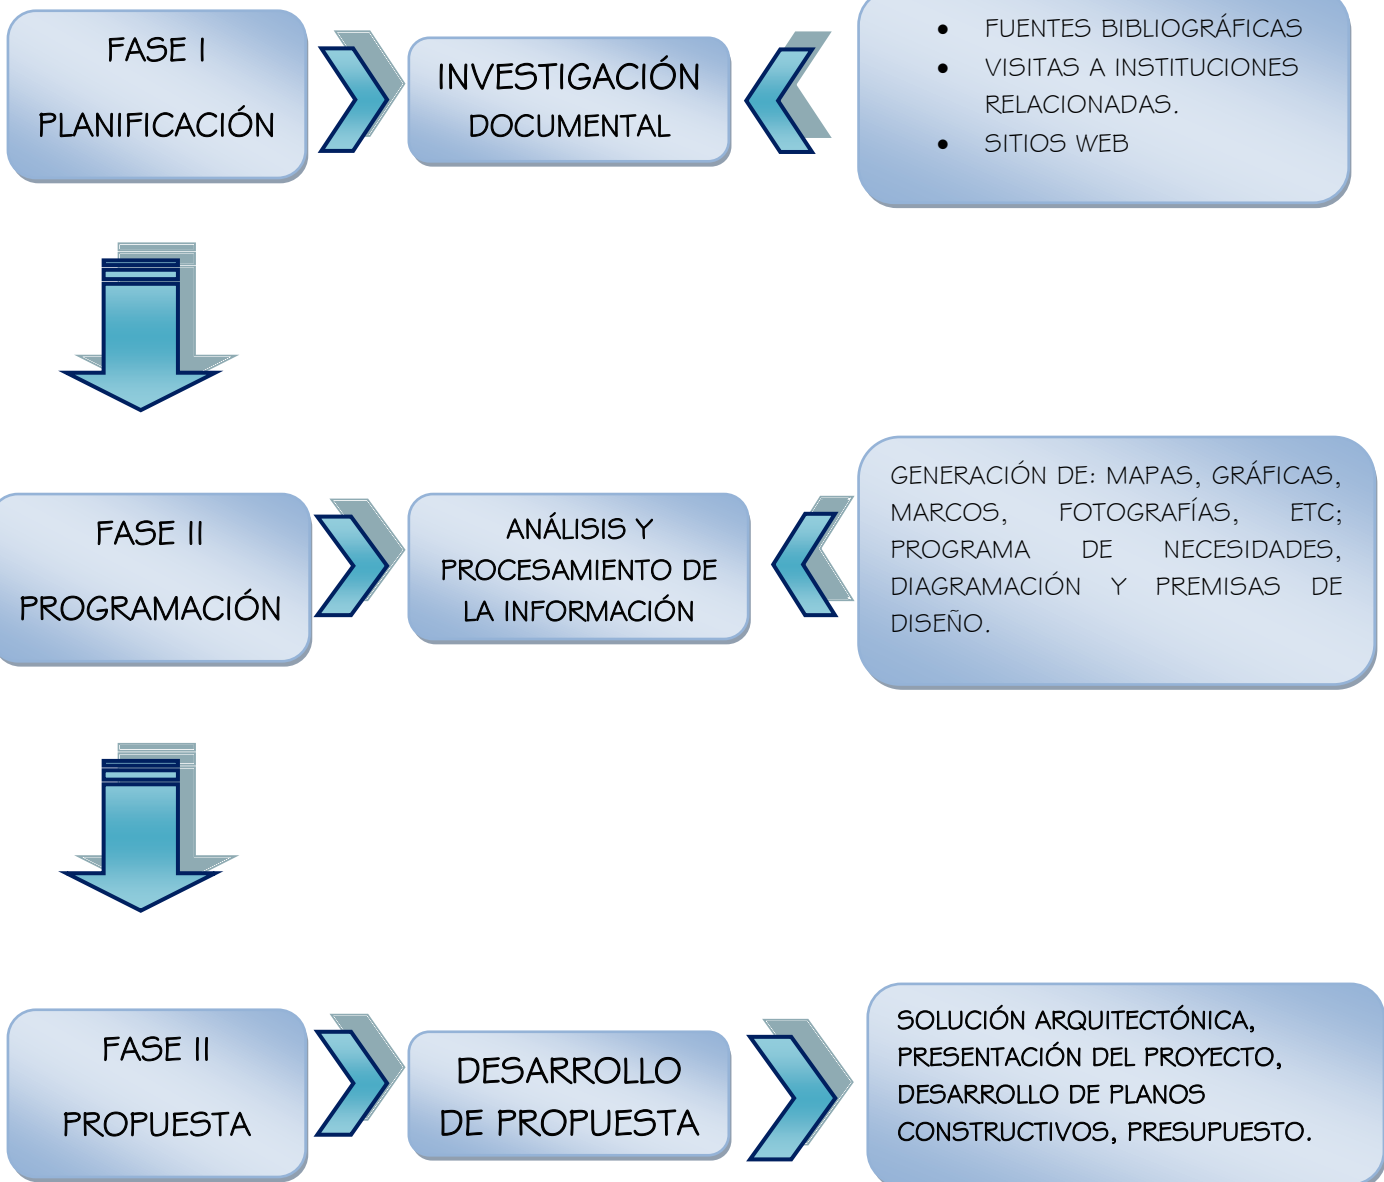 FASE I
PLANIFICACIÓN
INVESTIGACIÓN
DOCUMENTAL
• FUENTES BIBLIOGRÁFICAS
• VISITAS A INSTITUCIONES
RELACIONADAS.
• SITIOS WEB
FASE II
PROGRAMACIÓN
ANÁLISIS Y
PROCESAMIENTO DE
LA INFORMACIÓN
GENERACIÓN DE: MAPAS, GRÁFICAS,
MARCOS, FOTOGRAFÍAS, ETC;
PROGRAMA DE NECESIDADES,
DIAGRAMACIÓN Y PREMISAS DE
DISEÑO.
FASE II
PROPUESTA
DESARROLLO
DE PROPUESTA
SOLUCIÓN ARQUITECTÓNICA,
PRESENTACIÓN DEL PROYECTO,
DESARROLLO DE PLANOS
CONSTRUCTIVOS, PRESUPUESTO.